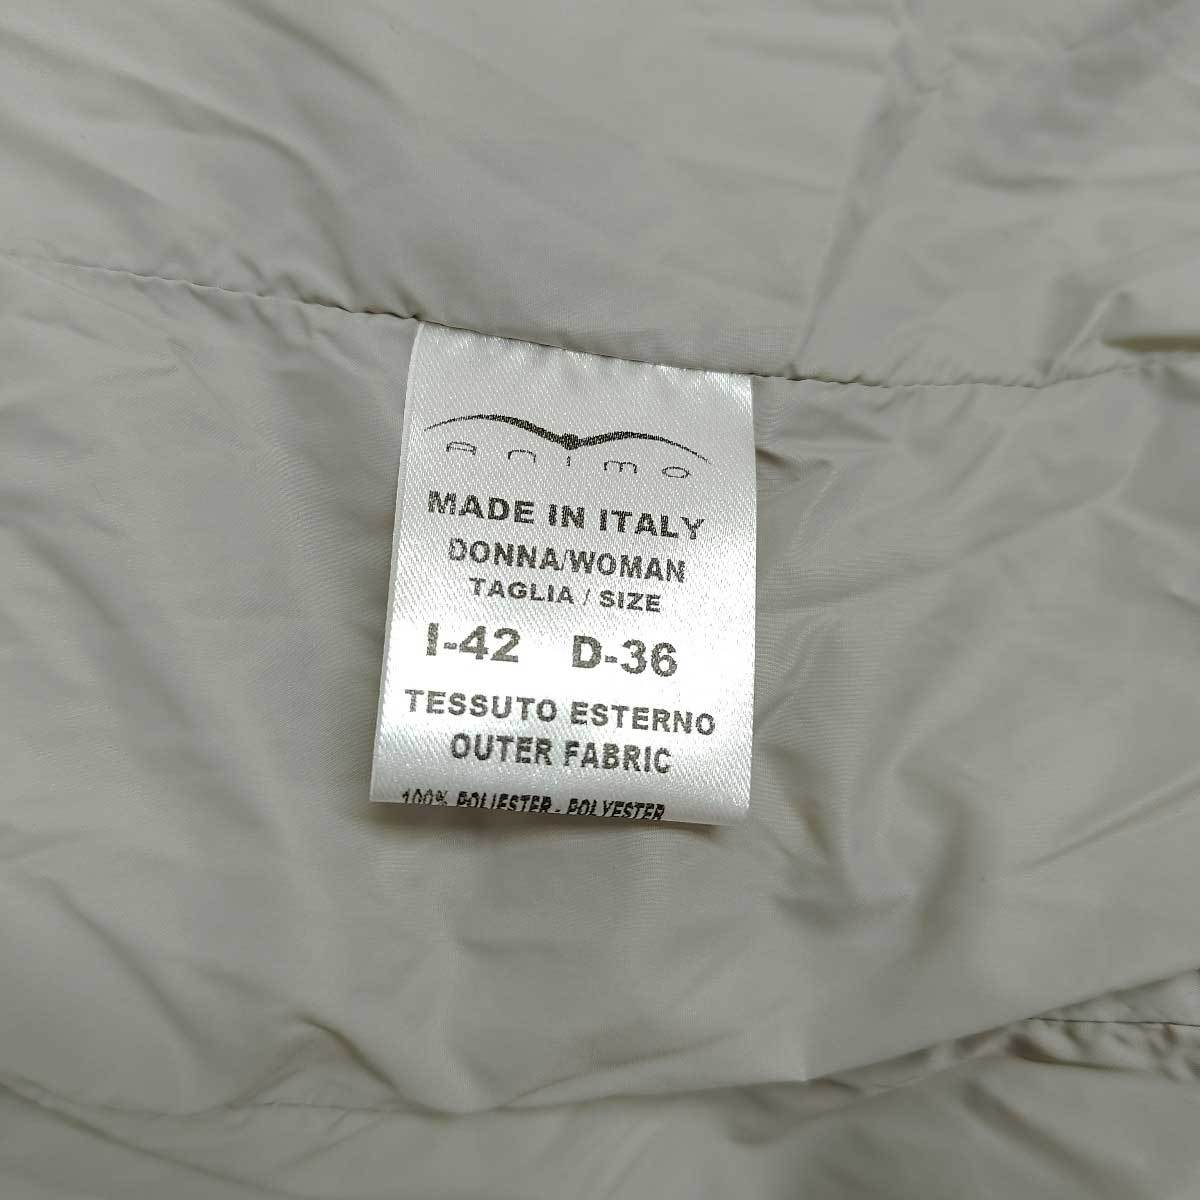 animo
MADE IN ITALY
DONNA/WOMAN
TAGLIA / SIZE
I-42 D-36
TESSUTO ESTERNO
OUTER FABRIC
100% POLIESTER - POLYESTER